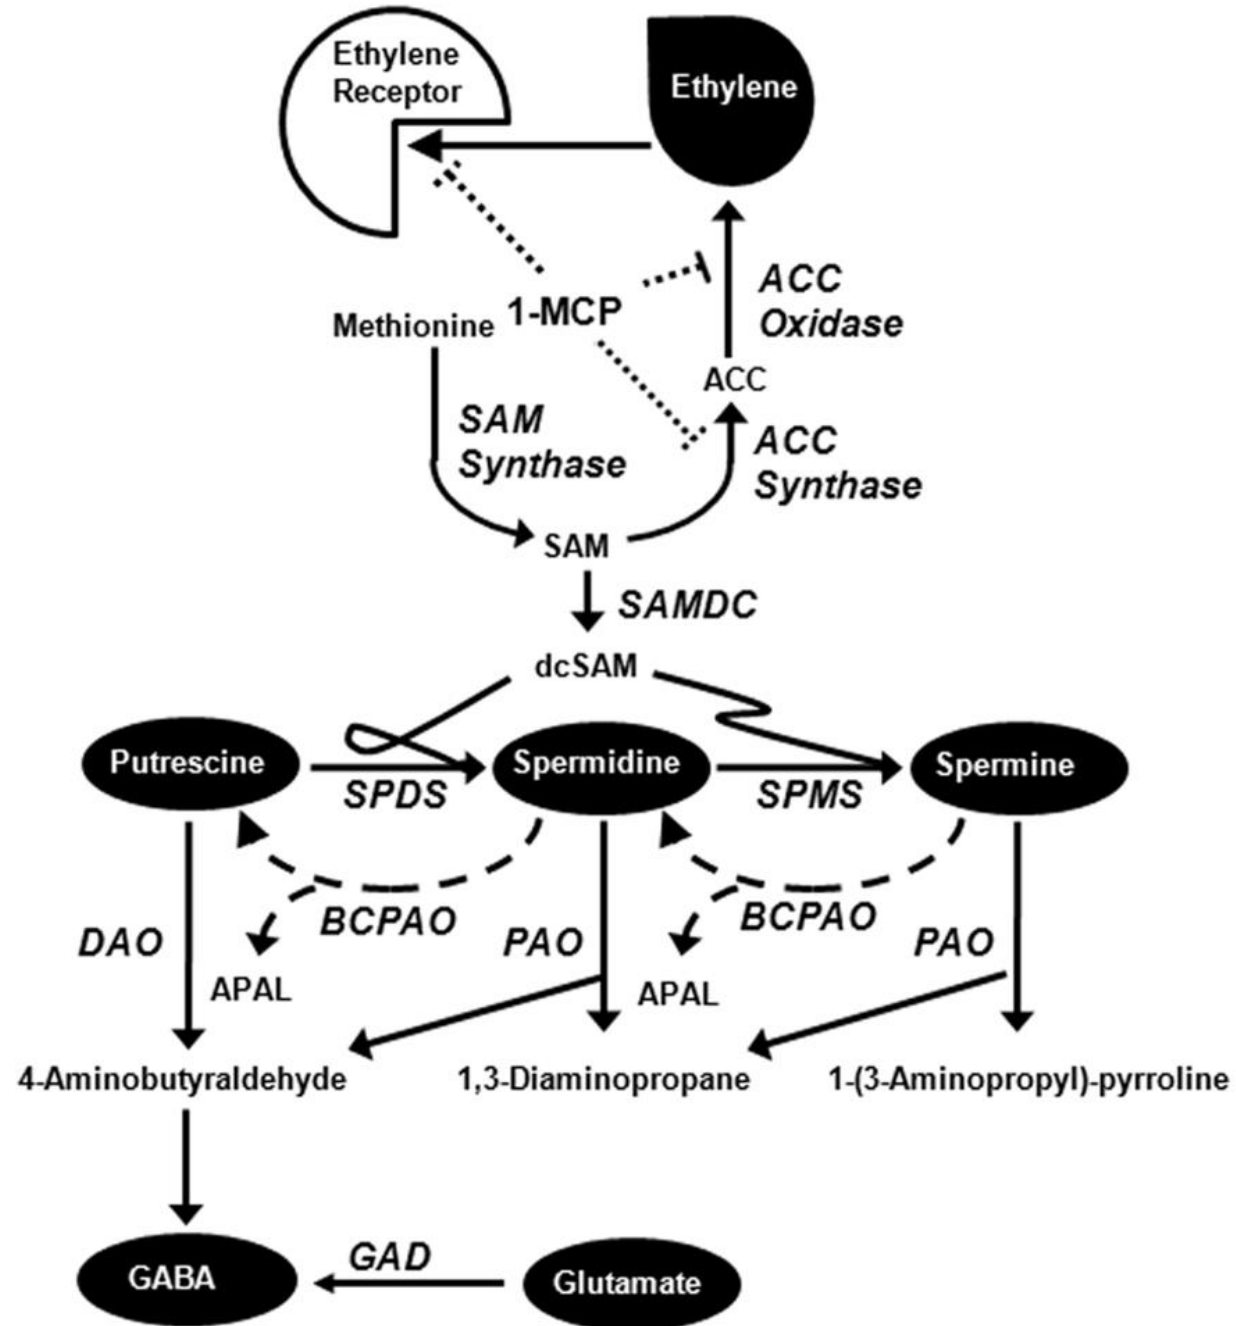 Ethylene
Receptor
Ethylene
1-MCP
Methionine
ACC
Oxidase
ACC
SAM
Synthase
ACC
Synthase
SAM
SAMDC
dcSAM
Putrescine
Spermidine
Spermine
SPDS
SPMS
BCPAO
BCPAO
DAO
PAO
PAO
APAL
APAL
4-Aminobutyraldehyde
1,3-Diaminopropane
1-(3-Aminopropyl)-pyrroline
GABA
GAD
Glutamate